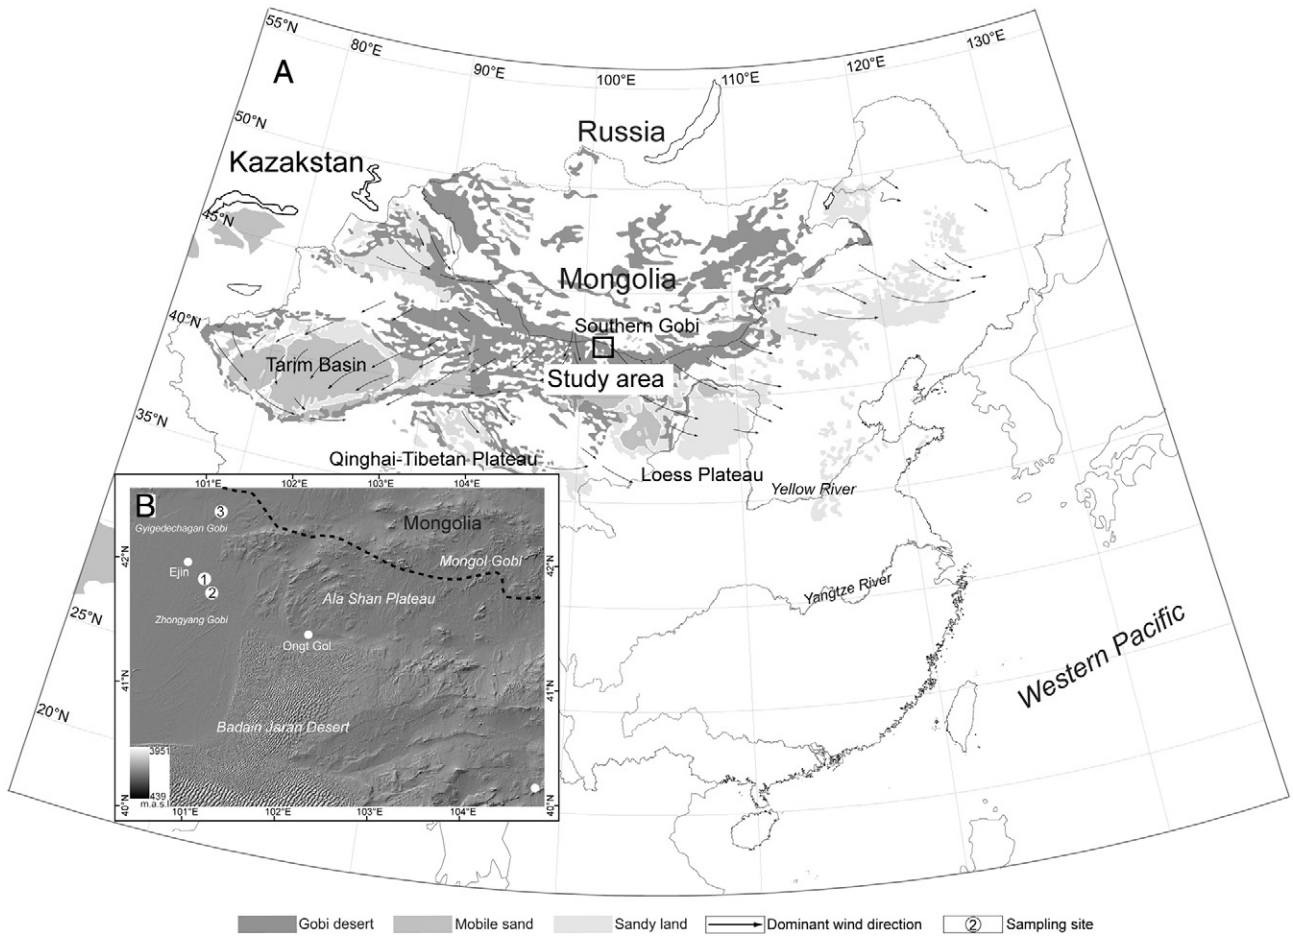 55°N
80°E
90°E
100°E
110°E
120°E
130°E
A
50°N
Russia
Kazakstan
45°N
Mongolia
40°N
Southern Gobi
Tarim Basin
Study area
35°N
Qinghai-Tibetan Plateau
Loess Plateau
Yellow River
Yangtze River
Western Pacific
25°N
20°N
B
101°E
102°E
103°E
104°E
3
Gyigedechagan Gobi
Mongolia
42°N
42°N
Mongol Gobi
Ejin
1
2
Ala Shan Plateau
Zhongyang Gobi
Ongt Gol
41°N
41°N
Badain Jaran Desert
3951
439
m.a.s.l
40°N
40°N
101°E
102°E
103°E
104°E
Gobi desert
Mobile sand
Sandy land
Dominant wind direction
2
Sampling site